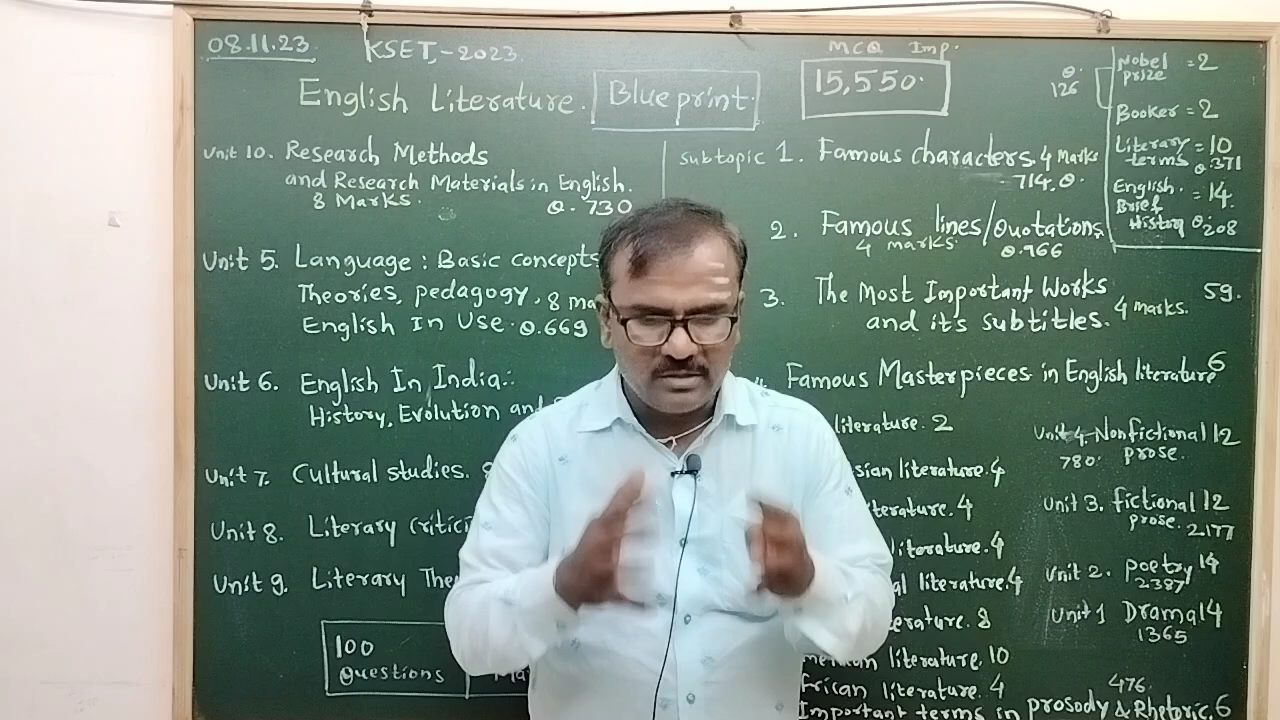 08.11.23
KSET-2023.
English Literature. Blueprint
MCQ Imp.
15,550.
Unit 10. Research Methods
and Research Materials in English.
8 Marks. Q. 730
Unit 5. Language: Basic concepts
Theories, pedagogy, 8
English In Use. Q.669
Unit 6. English In India:
History, Evolution and
Unit 7. Cultural studies.
Unit 8. Literary
Unit 9. Literary
100
Questions
subtopic 1. Famous characters. 4 Marks
714. Q.
2. Famous lines/Quotations
4 marks. Q.966
3. The Most Important Works 59.
and its subtitles. 4 marks.
Famous Masterpieces in English literature 6
literature. 2
literature. 4
4
literature. 4
literature. 4
8
literature. 10
literature. 4
Important terms in prosody & Rhetoric. 6
476.
Q.
126
Nobel = 2
prize
Booker = 2
Literary = 10
terms Q.371
English = 14.
Brief
History Q.208
Unit 4. Nonfictional 12
780. prose.
Unit 3. fictional 12
prose. 2177
Unit 2. poetry 14
2387
Unit 1 Drama 14
1365